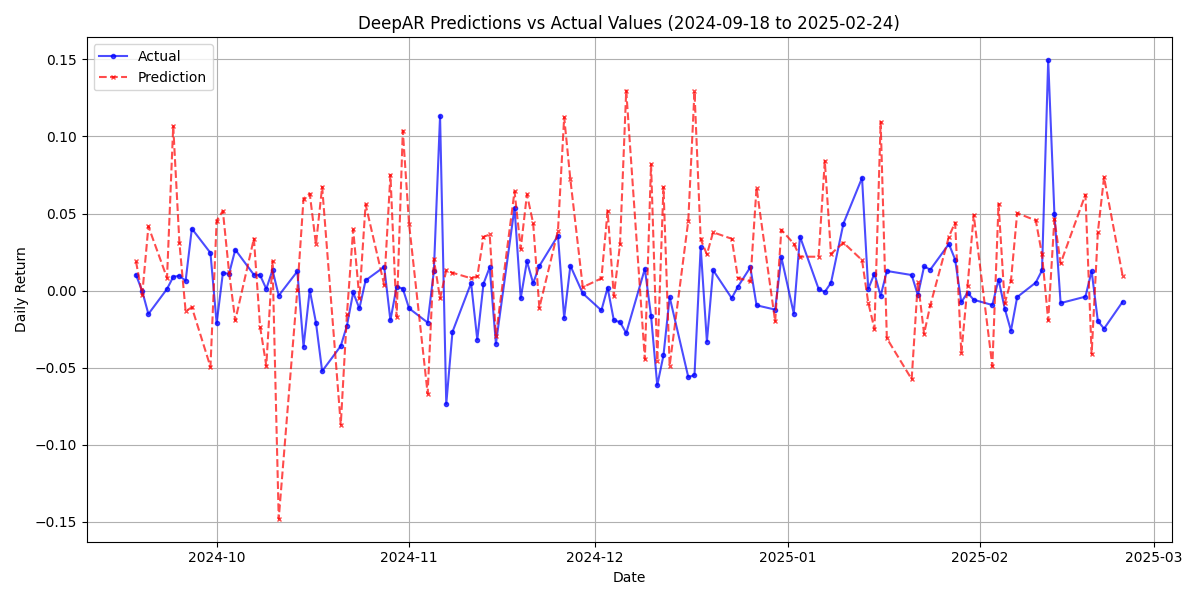 DeepAR Predictions vs Actual Values (2024-09-18 to 2025-02-24)
Actual
Prediction
0.15
0.10
0.05
0.00
−0.05
−0.10
−0.15
Daily Return
2024-10
2024-11
2024-12
2025-01
2025-02
2025-03
Date